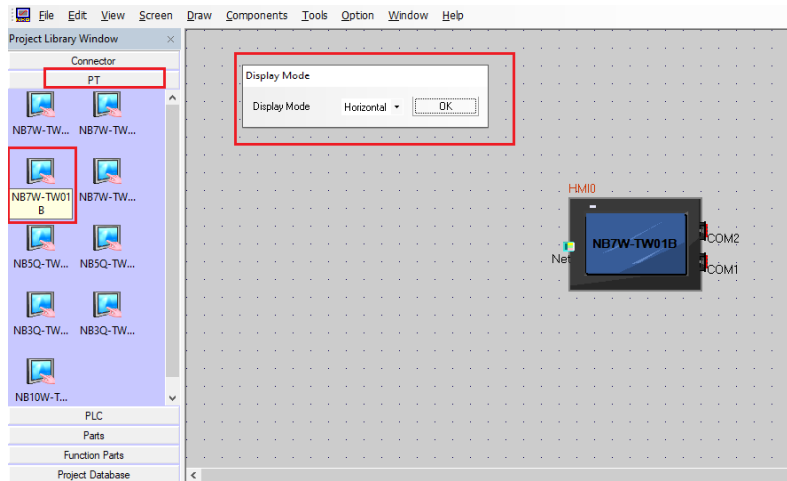 File Edit View Screen Draw Components Tools Option Window Help
Project Library Window
Connector
PT
NB7W-TW... NB7W-TW...
NB7W-TW01
B
NB7W-TW...
NB5Q-TW... NB5Q-TW...
NB3Q-TW... NB3Q-TW...
NB10W-T...
PLC
Parts
Function Parts
Project Database
Display Mode
Display Mode Horizontal OK
HMI0
NB7W-TW01B
COM2
Net
COM1